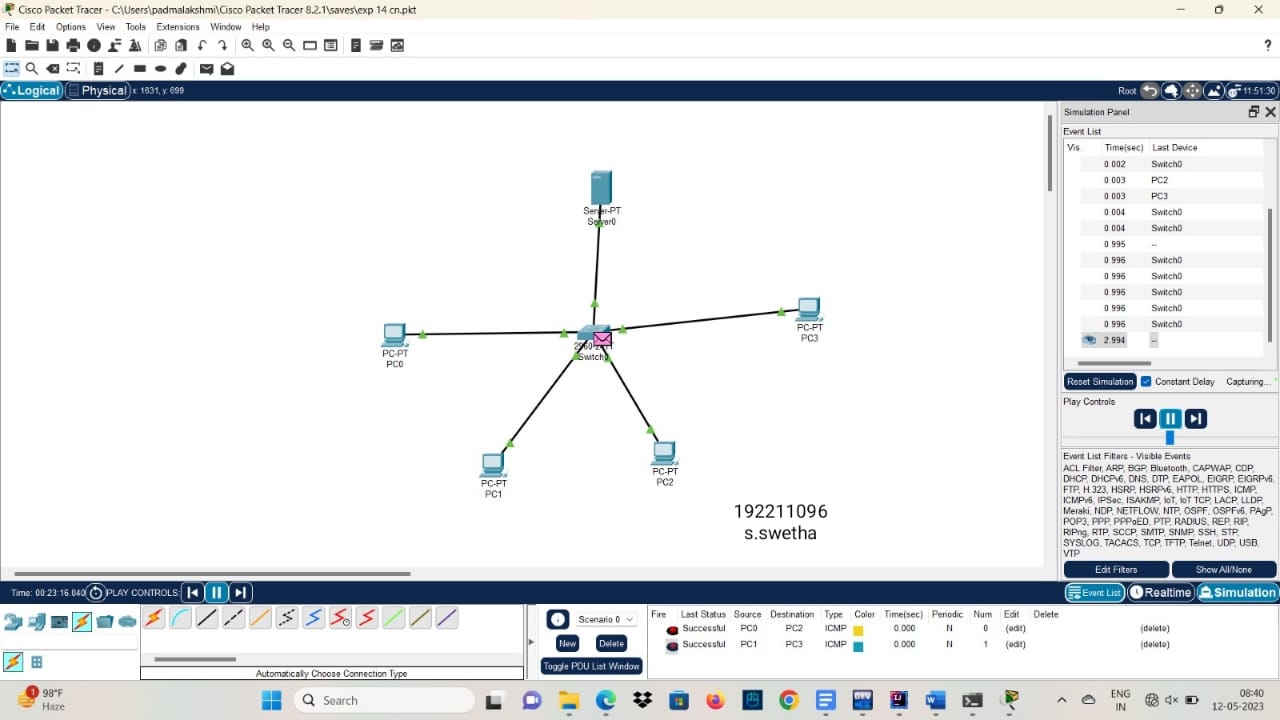 Cisco Packet Tracer - C:\Users\padmalakshmi\Cisco Packet Tracer 8.2.1\saves\exp 14 cn.pkt
File Edit Options View Tools Extensions Window Help
?
Logical Physical x: 1631, y: 699 Root 11:51:30
Simulation Panel
Event List
Vis. Time(sec) Last Device
0.002 Switch0
0.003 PC2
0.003 PC3
0.004 Switch0
0.004 Switch0
0.995 --
0.996 Switch0
0.996 Switch0
0.996 Switch0
0.996 Switch0
0.996 Switch0
2.994 --
Reset Simulation Constant Delay Capturing...
Play Controls
Event List Filters - Visible Events
ACL Filter, ARP, BGP, Bluetooth, CAPWAP, CDP,
DHCP, DHCPv6, DNS, DTP, EAPOL, EIGRP, EIGRPv6,
FTP, H.323, HSRP, HSRPv6, HTTP, HTTPS, ICMP,
ICMPv6, IPSec, ISAKMP, IoT, IoT TCP, LACP, LLDP,
Meraki, NDP, NETFLOW, NTP, OSPF, OSPFv6, PAgP,
POP3, PPP, PPPoED, PTP, RADIUS, REP, RIP,
RIPng, RTP, SCCP, SMTP, SNMP, SSH, STP,
SYSLOG, TACACS, TCP, TFTP, Telnet, UDP, USB,
VTP
Edit Filters Show All/None
Event List Realtime Simulation
Server-PT
Server0
PC-PT
PC0
Switch0
PC-PT
PC3
PC-PT
PC1
PC-PT
PC2
192211096
s.swetha
Time: 00:23:16.040 PLAY CONTROLS:
Automatically Choose Connection Type
Scenario 0
New Delete
Toggle PDU List Window
Fire Last Status Source Destination Type Color Time(sec) Periodic Num Edit Delete
Successful PC0 PC2 ICMP 0.000 N 0 (edit) (delete)
Successful PC1 PC3 ICMP 0.000 N 1 (edit) (delete)
1
98°F
Haze
Search
DEV
ENG
IN
08:40
12-05-2023